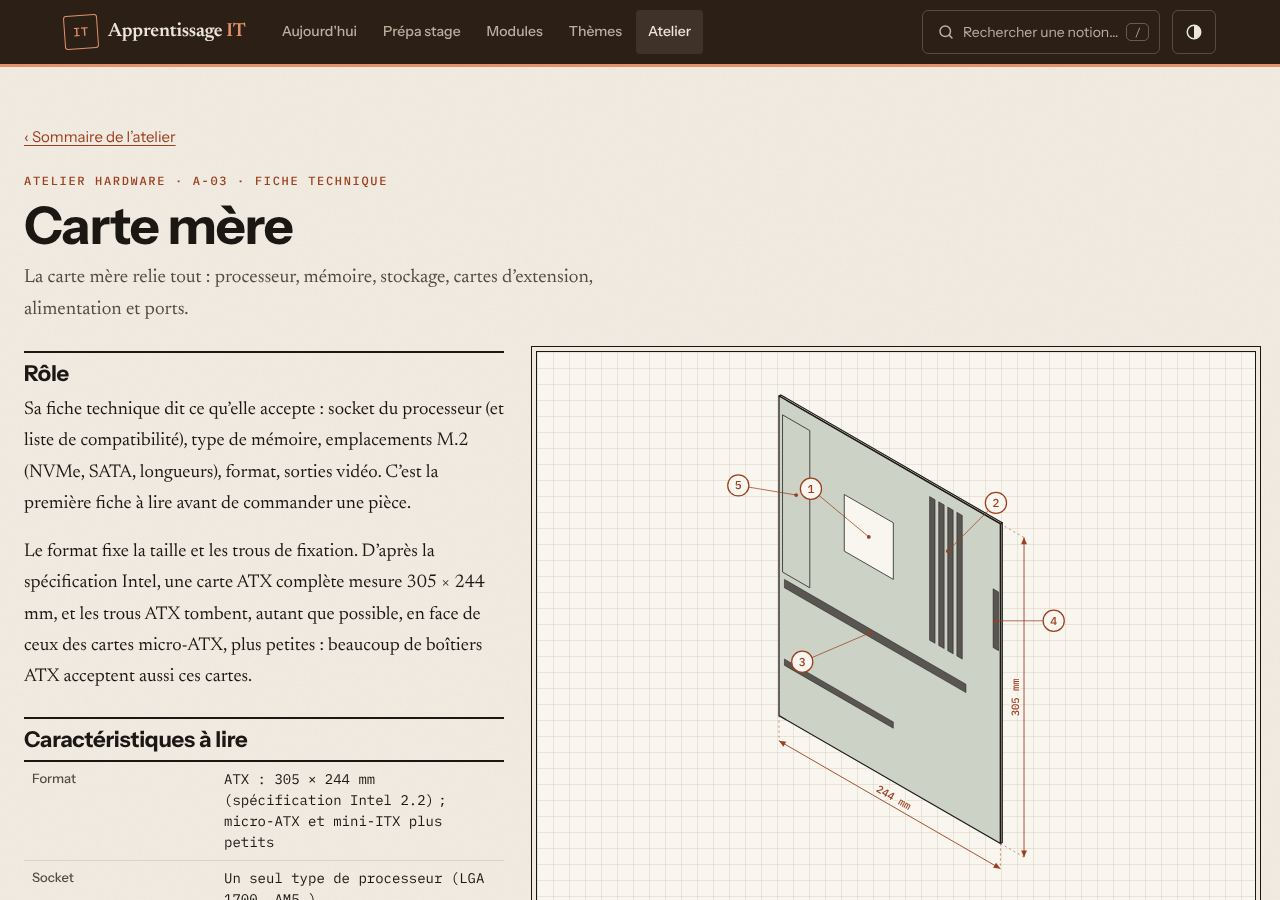 IT Apprentissage IT Aujourd'hui Prépa stage Modules Thèmes Atelier Rechercher une notion... /
‹ Sommaire de l’atelier
ATELIER HARDWARE · A-03 · FICHE TECHNIQUE
Carte mère
La carte mère relie tout : processeur, mémoire, stockage, cartes d’extension,
alimentation et ports.
Rôle
Sa fiche technique dit ce qu’elle accepte : socket du processeur (et
liste de compatibilité), type de mémoire, emplacements M.2
(NVMe, SATA, longueurs), format, sorties vidéo. C’est la
première fiche à lire avant de commander une pièce.
Le format fixe la taille et les trous de fixation. D’après la
spécification Intel, une carte ATX complète mesure 305 × 244
mm, et les trous ATX tombent, autant que possible, en face de
ceux des cartes micro-ATX, plus petites : beaucoup de boîtiers
ATX acceptent aussi ces cartes.
Caractéristiques à lire
Format
ATX : 305 × 244 mm
(spécification Intel 2.2) ;
micro-ATX et mini-ITX plus
petits
Socket
Un seul type de processeur (LGA
1700, AM5…)
5
1
2
4
3
305 mm
244 mm